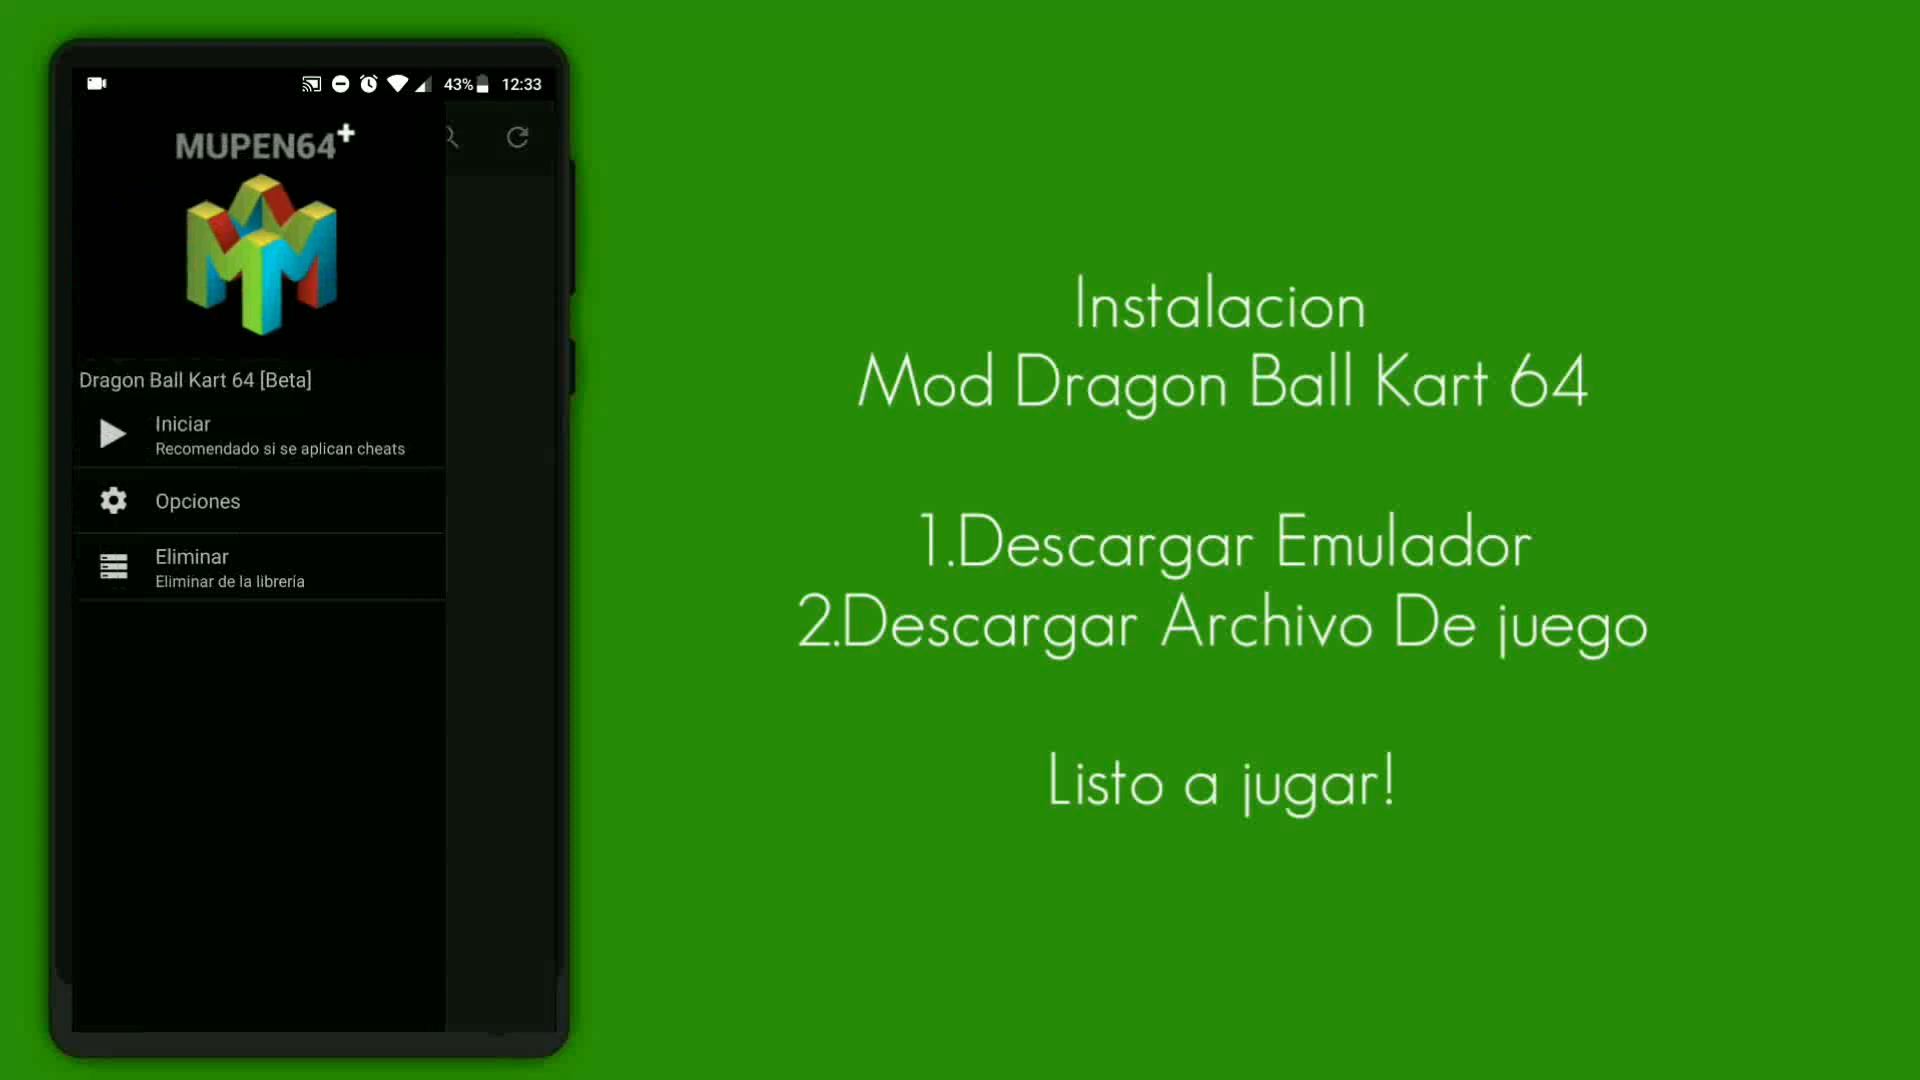 43% 12:33
MUPEN64+
Dragon Ball Kart 64 [Beta]
Iniciar
Recomendado si se aplican cheats
Opciones
Eliminar
Eliminar de la librería
Instalacion
Mod Dragon Ball Kart 64
1.Descargar Emulador
2.Descargar Archivo De juego
Listo a jugar!